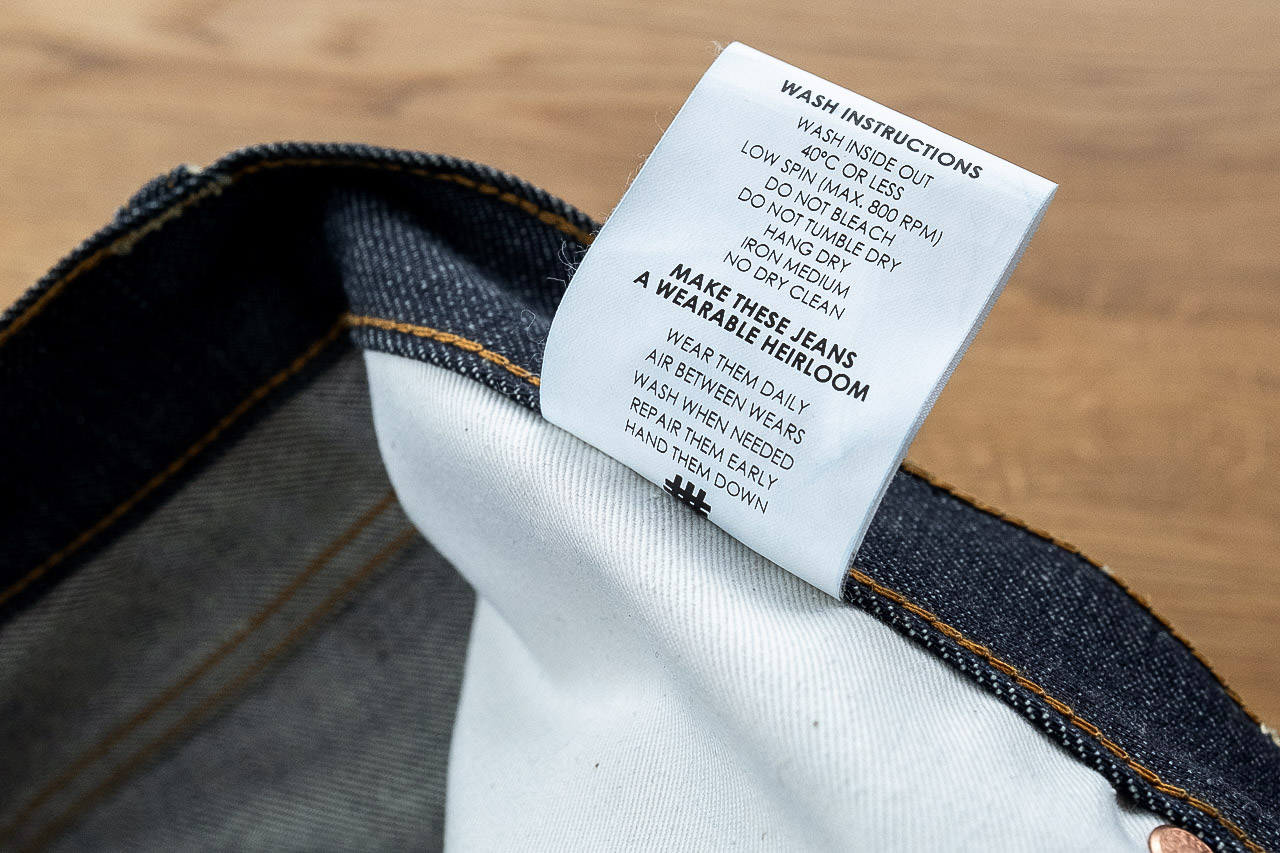 WASH INSTRUCTIONS
WASH INSIDE OUT
40°C OR LESS
LOW SPIN (MAX. 800 RPM)
DO NOT BLEACH
DO NOT TUMBLE DRY
HANG DRY
IRON MEDIUM
NO DRY CLEAN
MAKE THESE JEANS
A WEARABLE HEIRLOOM
WEAR THEM DAILY
AIR BETWEEN WEARS
WASH WHEN NEEDED
REPAIR THEM EARLY
HAND THEM DOWN